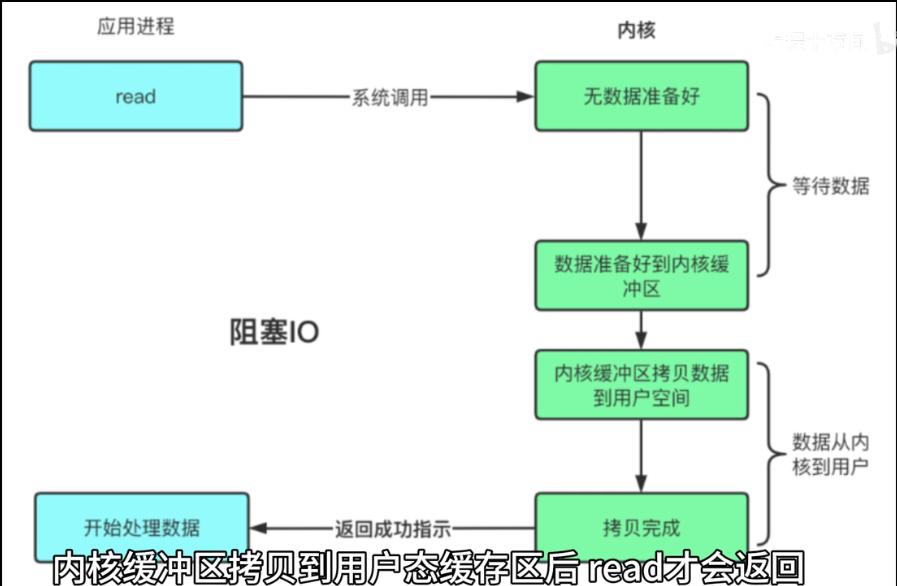 应用进程
内核
read
系统调用
无数据准备好
等待数据
数据准备好到内核缓
冲区
阻塞IO
内核缓冲区拷贝数据
到用户空间
数据从内
核到用户
开始处理数据
返回成功指示
拷贝完成
内核缓冲区拷贝到用户态缓存区后 read才会返回